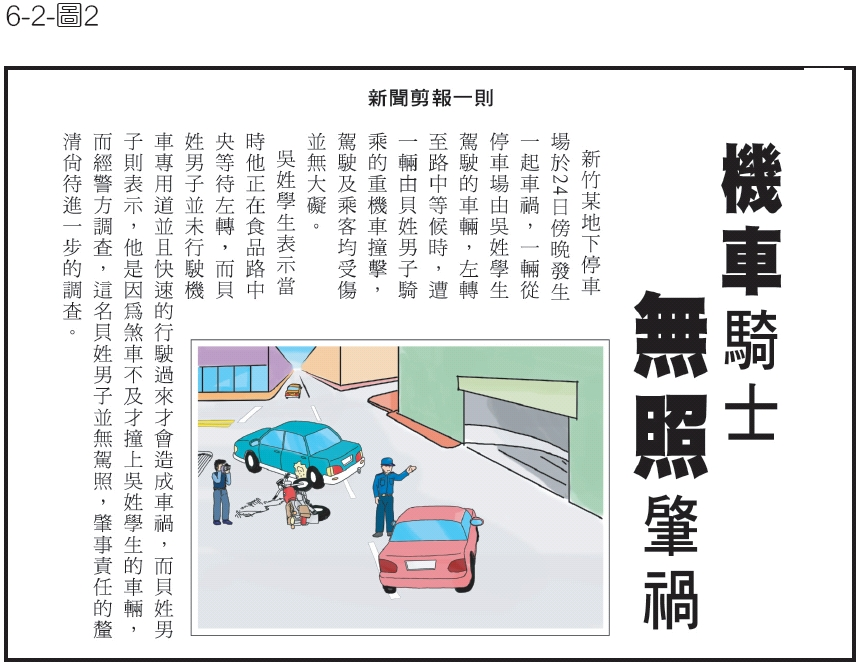 6-2-圖2
新聞剪報一則
機車騎士
無照肇禍
新竹某地下停車
場於24日傍晚發生
一起車禍，一輛從
停車場由吳姓學生
駕駛的車輛，左轉
至路中等候時，遭
一輛由貝姓男子騎
乘的重機車撞擊，
駕駛及乘客均受傷
並無大礙。
吳姓學生表示當
時他正在食品路中
央等待左轉，而貝
姓男子並未行駛機
車專用道並且快速的行駛過來才會造成車禍，而貝姓男
子則表示，他是因為煞車不及才撞上吳姓學生的車輛，
而經警方調查，這名貝姓男子並無駕照，肇事責任的釐
清尚待進一步的調查。